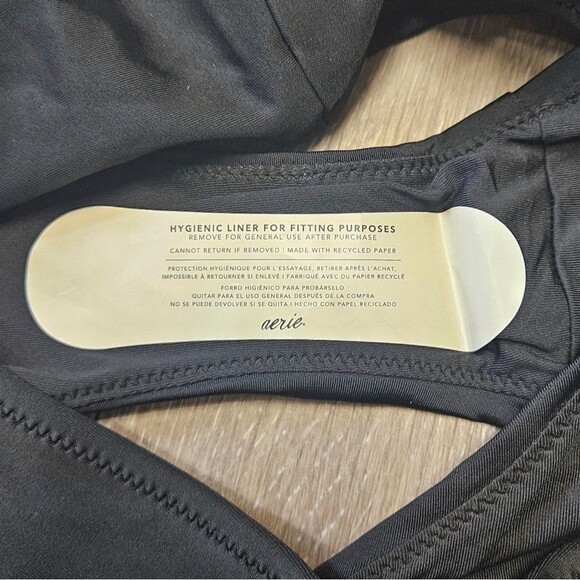 HYGIENIC LINER FOR FITTING PURPOSES
REMOVE FOR GENERAL USE AFTER PURCHASE
CANNOT RETURN IF REMOVED | MADE WITH RECYCLED PAPER
PROTECTION HYGIÉNIQUE POUR L'ESSAYAGE, RETIRER APRÈS L'ACHAT,
IMPOSSIBLE À RETOURNER SI ENLEVÉ | FABRIQUÉ AVEC DU PAPIER RECYCLÉ
FORRO HIGIÉNICO PARA PROBÁRSELO
QUITAR PARA EL USO GENERAL DESPUÉS DE LA COMPRA
NO SE PUEDE DEVOLVER SI SE QUITA | HECHO CON PAPEL RECICLADO
aerie.